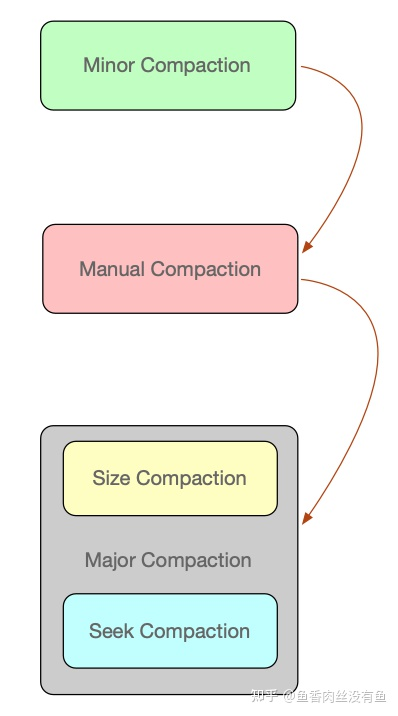 Minor Compaction
Manual Compaction
Size Compaction
Major Compaction
Seek Compaction
知乎 @鱼香肉丝没有鱼